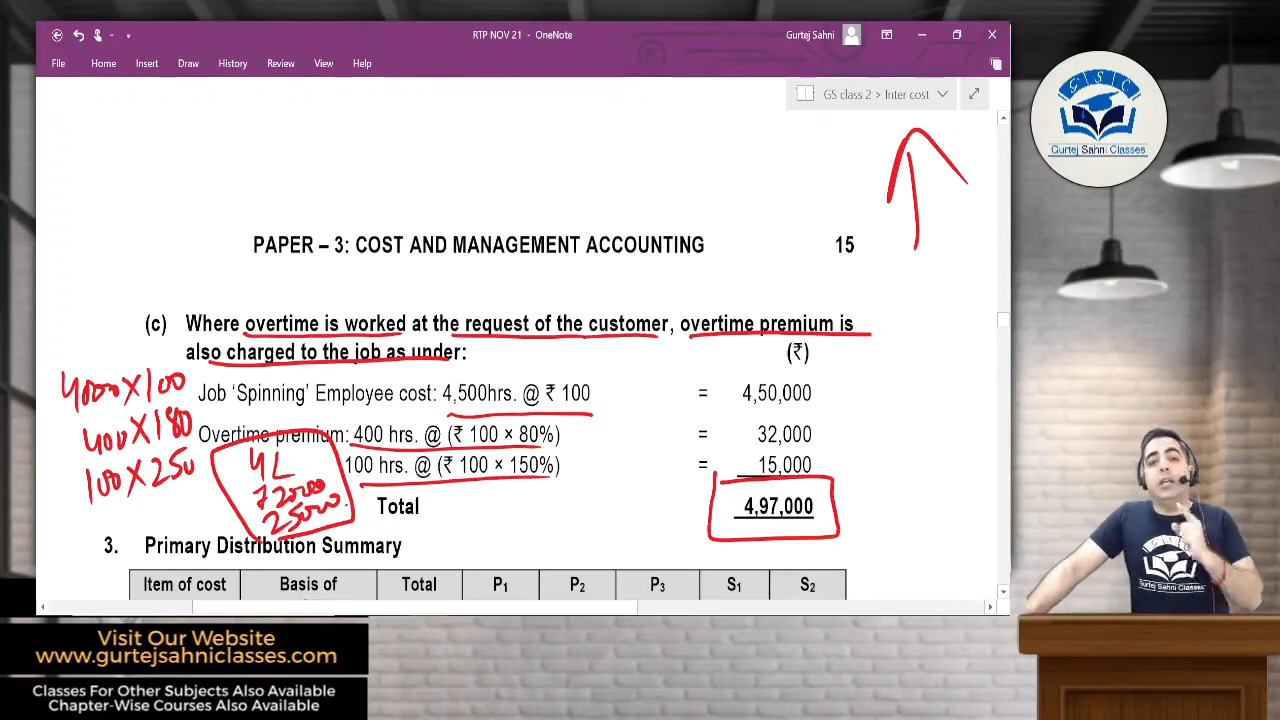 RTP NOV 21 - OneNote
Gurtej Sahni
File Home Insert Draw History Review View Help
GS class 2 > Inter cost
PAPER – 3: COST AND MANAGEMENT ACCOUNTING 15
(c) Where overtime is worked at the request of the customer, overtime premium is
also charged to the job as under: (₹)
4000×100
Job 'Spinning' Employee cost: 4,500hrs. @ ₹ 100 = 4,50,000
400×180
Overtime premium: 400 hrs. @ (₹ 100 × 80%) = 32,000
100×250
100 hrs. @ (₹ 100 × 150%) = 15,000
4L
72000
25000
Total 4,97,000
3. Primary Distribution Summary
Item of cost Basis of Total P1 P2 P3 S1 S2
GSC
Gurtej Sahni Classes
GSC
GURTEJ SAHNI CLASSES
Visit Our Website
www.gurtejsahniclasses.com
Classes For Other Subjects Also Available
Chapter-Wise Courses Also Available